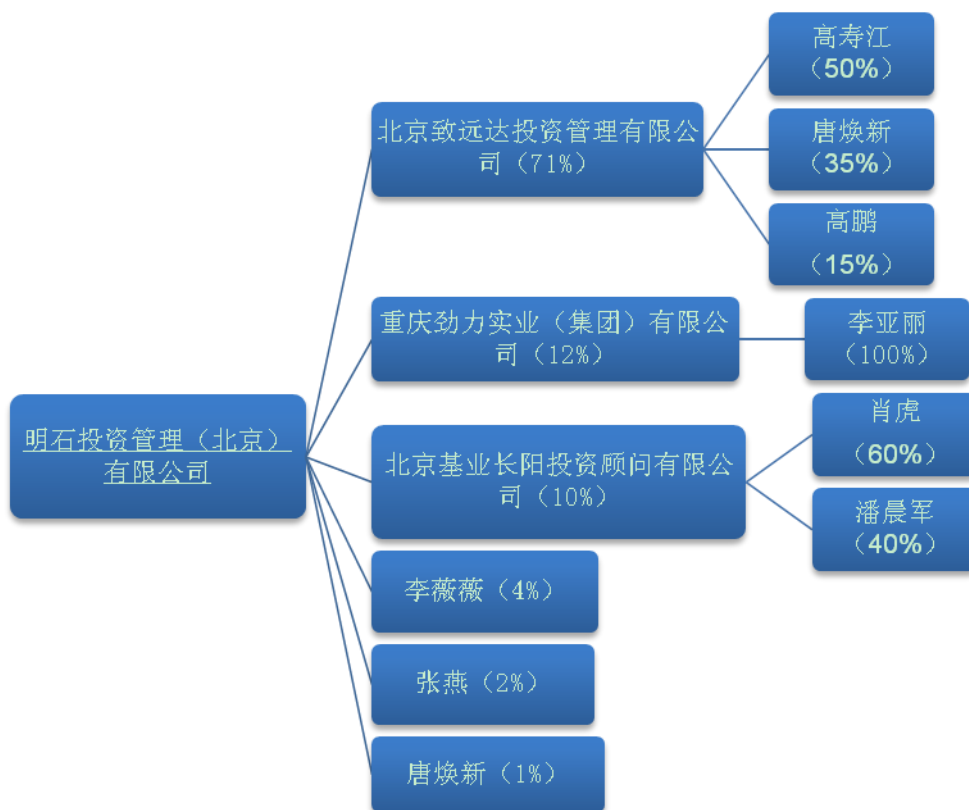 高寿江
（50%）
北京致远达投资管理有限公
司（71%）
唐焕新
（35%）
高鹏
（15%）
重庆劲力实业（集团）有限公
司（12%）
李亚丽
（100%）
明石投资管理（北京）
有限公司
北京基业长阳投资顾问有限公
司（10%）
肖虎
（60%）
潘晨军
（40%）
李薇薇（4%）
张燕（2%）
唐焕新（1%）